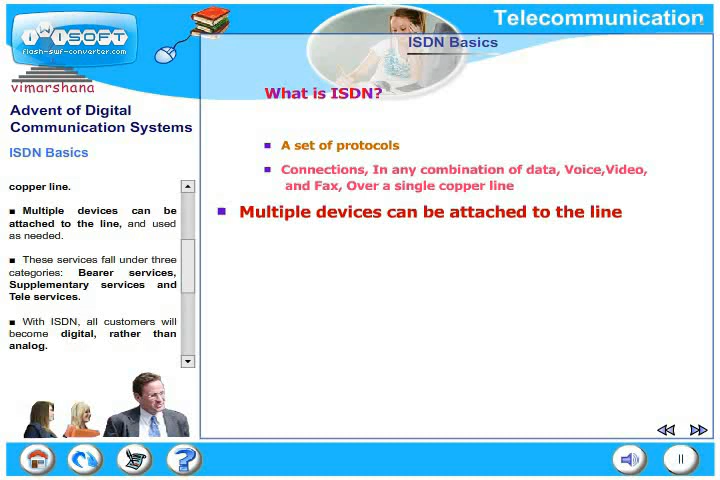 Telecommunication
ISDN Basics
iWiSOFT
flash-swf-converter.com
vimarshana
Advent of Digital
Communication Systems
ISDN Basics
copper line.
■ Multiple devices can be
attached to the line, and used
as needed.
■ These services fall under three
categories: Bearer services,
Supplementary services and
Tele services.
■ With ISDN, all customers will
become digital, rather than
analog.
What is ISDN?
■ A set of protocols
■ Connections, In any combination of data, Voice,Video,
and Fax, Over a single copper line
■ Multiple devices can be attached to the line